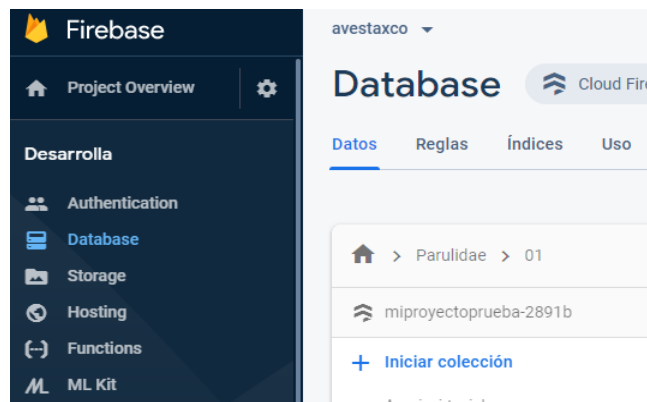 Firebase
Project Overview
Desarrolla
Authentication
Database
Storage
Hosting
Functions
ML Kit
avestaxco
Database
Cloud Fire
Datos Reglas Índices Uso
Parulidae > 01
miproyectoprueba-2891b
+ Iniciar colección